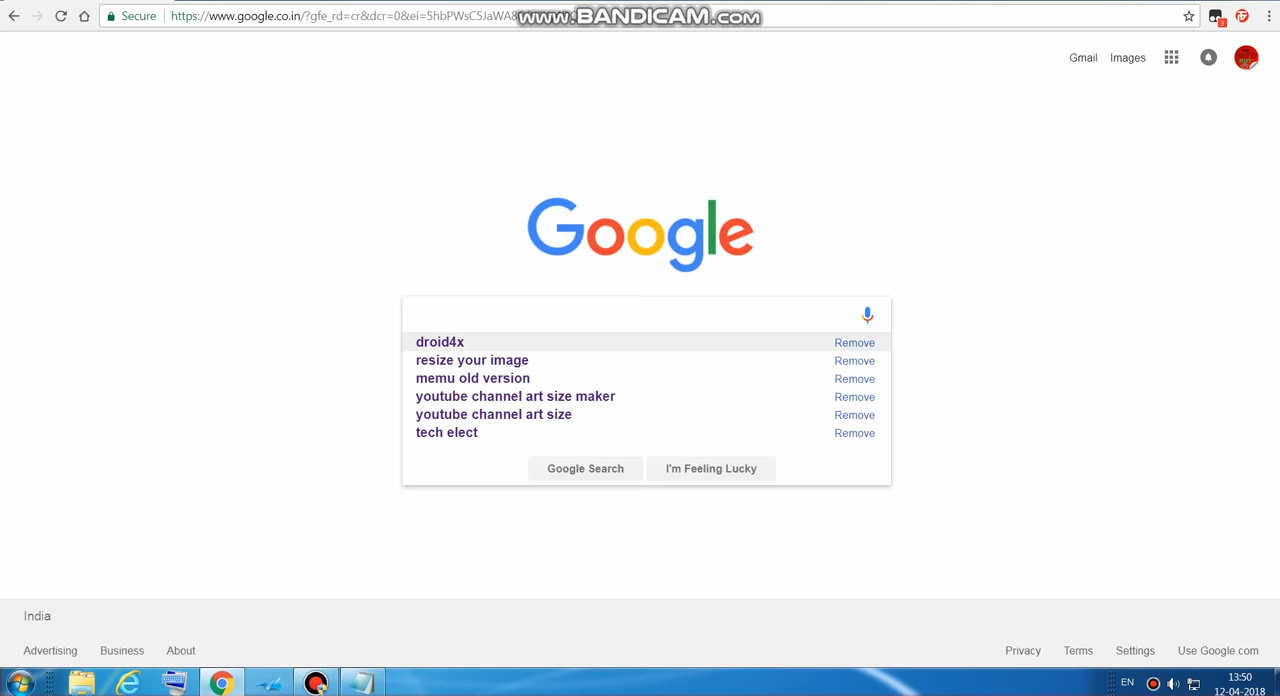 Secure https://www.google.co.in/?gfe_rd=cr&dcr=0&ei=5hbPWsC5JaWA8
www.BANDICAM.com
3
Gmail Images
Google
droid4x Remove
resize your image Remove
memu old version Remove
youtube channel art size maker Remove
youtube channel art size Remove
tech elect Remove
Google Search I'm Feeling Lucky
India
Advertising Business About Privacy Terms Settings Use Google.com
EN 13:50
12-04-2018